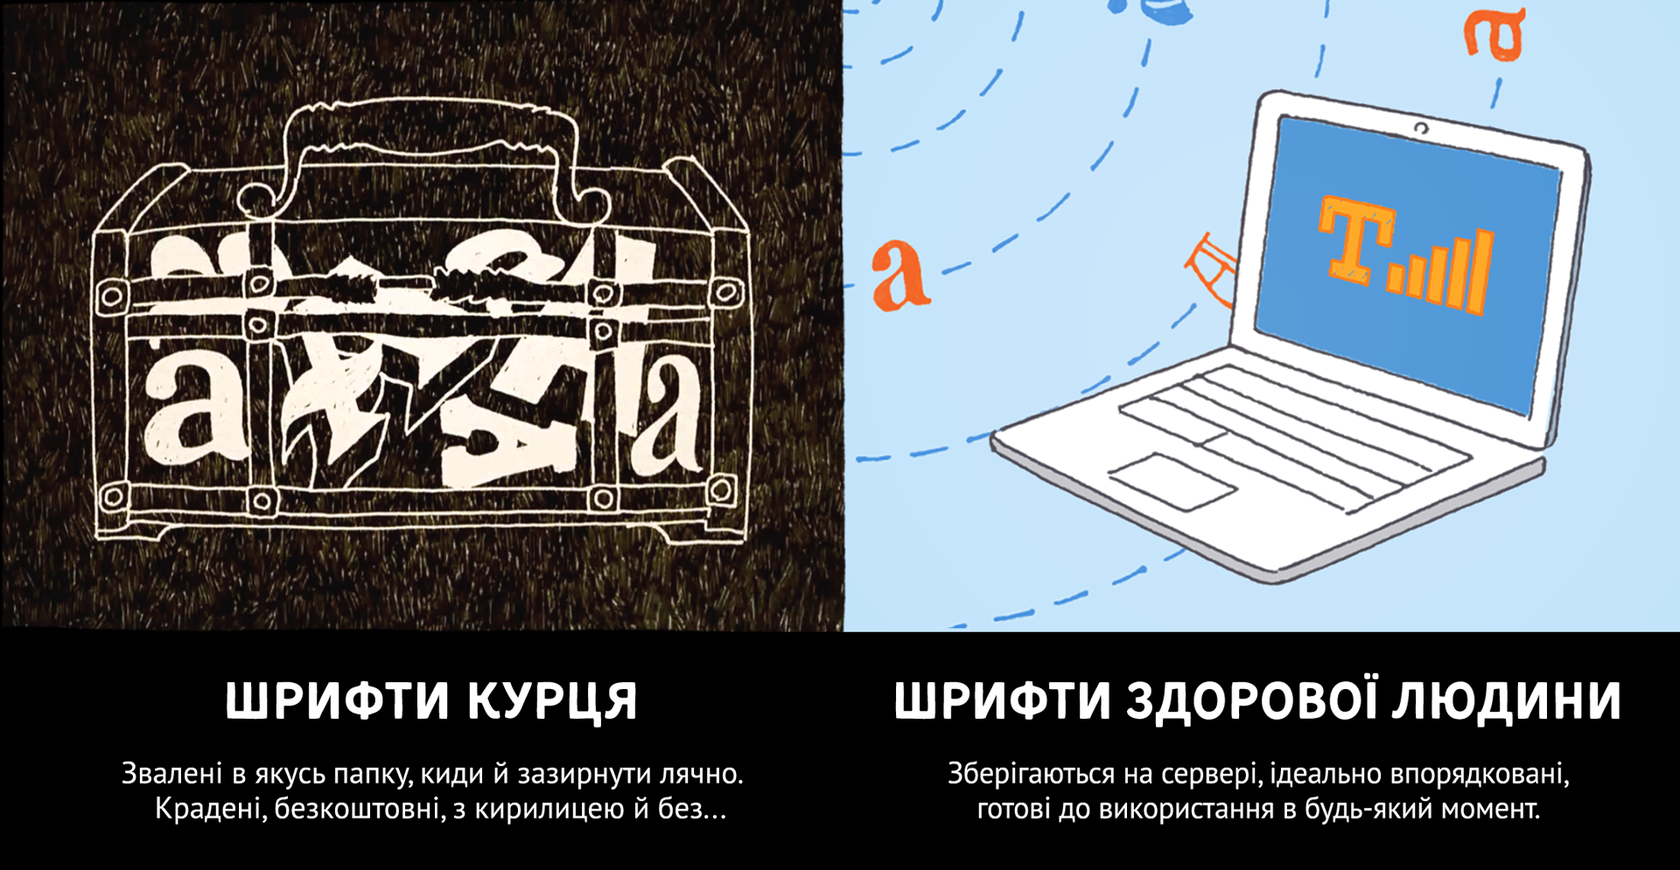 a
a
A
a
a
T
ШРИФТИ КУРЦЯ
Звалені в якусь папку, киди й зазирнути лячно.
Крадені, безкоштовні, з кирилицею й без...
ШРИФТИ ЗДОРОВОЇ ЛЮДИНИ
Зберігаються на сервері, ідеально впорядковані,
готові до використання в будь-який момент.